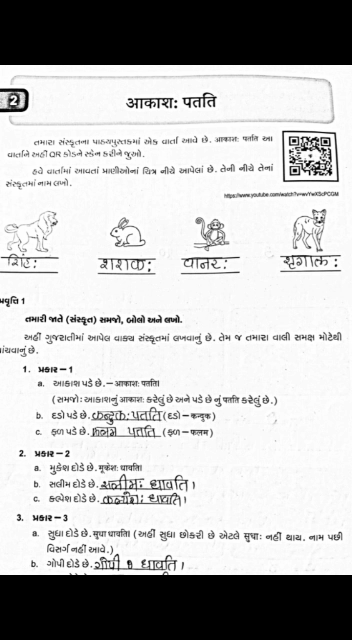 2
आकाशः पतति
તમારા સંસ્કૃતના પાઠ્યપુસ્તકમાં એક વાર્તા આવે છે. आकाशः पतति આ
વાર્તાને અહીં QR કોડને સ્કેન કરીને જુઓ.
હવે વાર્તામાં આવતાં પ્રાણીઓનાં ચિત્ર નીચે આપેલાં છે. તેની નીચે તેનાં
સંસ્કૃતમાં નામ લખો.
सिंहः शशकः वानरः शृगालः
પ્રવૃત્તિ 1
તમારી જાતે (સંસ્કૃત) સમજો, બોલો અને લખો.
અહીં ગુજરાતીમાં આપેલ વાક્ય સંસ્કૃતમાં લખવાનું છે. તેમ જ તમારા વાલી સમક્ષ મોટેથી
વાંચવાનું છે.
1. પ્રકાર – 1
a. આકાશ પડે છે. – आकाशः पतति।
(સમજો: આકાશનું आकाशः કરેલું છે અને પડે છે નું पतति કરેલું છે.)
b. દડો પડે છે. कन्दुकः पतति (દડો – कन्दुक)
c. ફળ પડે છે. फलम पतति (ફળ – फलम)
2. પ્રકાર – 2
a. મુકેશ દોડે છે. मूकेशः धावति।
b. સલીમ દોડે છે. सलीमः धावति।
c. કલ્પેશ દોડે છે. कल्पेशः धावति।
3. પ્રકાર – 3
a. સુધા દોડે છે. सुधा धावति। (અહીં સુધા છોકરી છે એટલે सुधाः નહીં થાય. નામ પછી
વિસર્ગ નહીં આવે.)
b. ગોપી દોડે છે. गोपी धावति।